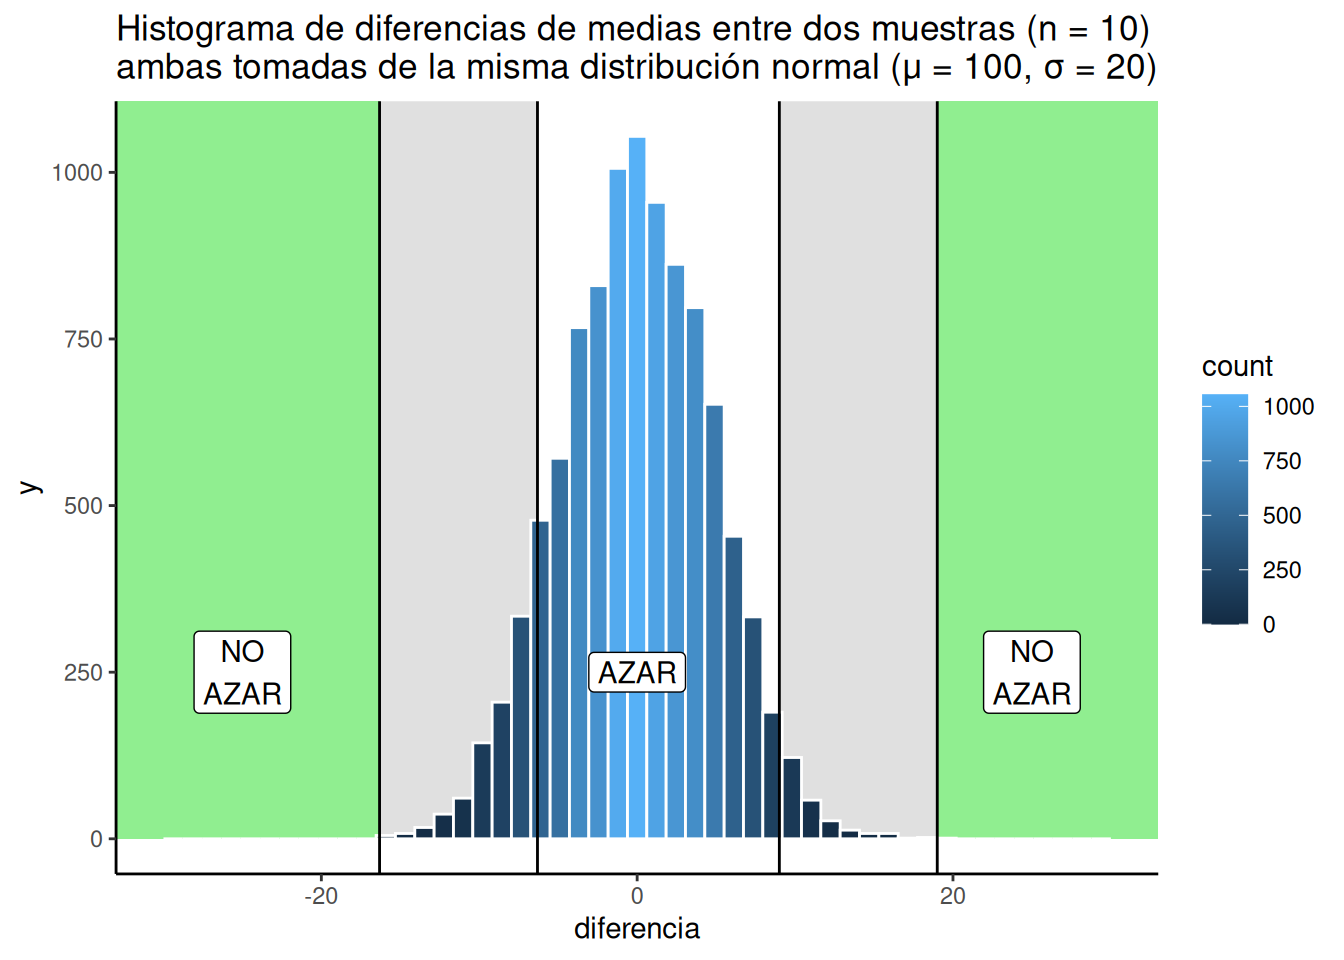 Histograma de diferencias de medias entre dos muestras (n = 10)
ambas tomadas de la misma distribución normal (μ = 100, σ = 20)
1000
750
500
250
0
y
NO
AZAR
AZAR
NO
AZAR
-20
0
20
diferencia
count
1000
750
500
250
0